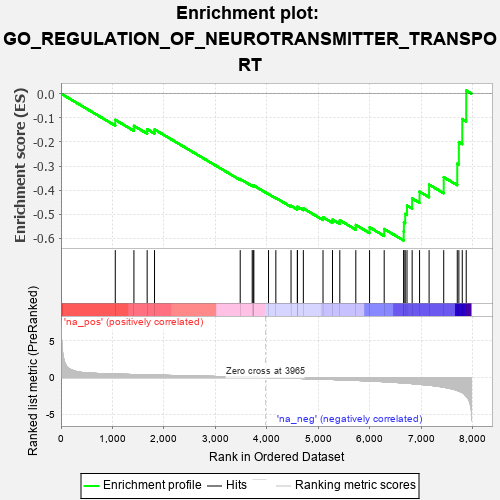 Enrichment plot:
GO_REGULATION_OF_NEUROTRANSMITTER_TRANSPO
RT
Enrichment score (ES)
0.0
-0.1
-0.2
-0.3
-0.4
-0.5
-0.6
'na_pos' (positively correlated)
Ranked list metric (PreRanked)
5
0
-5
Zero cross at 3965
'na_neg' (negatively correlated)
0
1,000
2,000
3,000
4,000
5,000
6,000
7,000
8,000
Rank in Ordered Dataset
Enrichment profile
Hits
Ranking metric scores